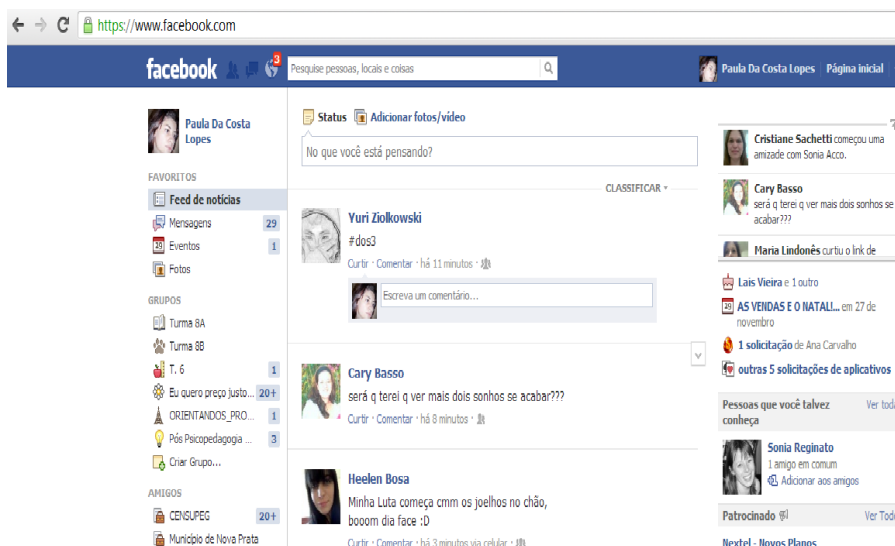 https://www.facebook.com
facebook
3
Pesquise pessoas, locais e coisas
Paula Da Costa Lopes
Página inicial
Paula Da Costa
Lopes
FAVORITOS
Feed de notícias
Mensagens 29
Eventos 1
Fotos
GRUPOS
Turma 8A
Turma 8B
T. 6 1
Eu quero preço justo... 20+
ORIENTANDOS_PRO... 1
Pós Psicopedagogia ... 3
Criar Grupo...
AMIGOS
CENSUPEG 20+
Município de Nova Prata
Status Adicionar fotos/vídeo
No que você está pensando?
CLASSIFICAR
Yuri Ziolkowski
#dos3
Curtir · Comentar · há 11 minutos ·
Escreva um comentário...
Cary Basso
será q terei q ver mais dois sonhos se acabar???
Curtir · Comentar · há 8 minutos ·
Heelen Bosa
Minha Luta começa cmm os joelhos no chão,
booom dia face :D
Curtir · Comentar · há 3 minutos via celular ·
Cristiane Sachetti começou uma
amizade com Sonia Acco.
Cary Basso
será q terei q ver mais dois sonhos se
acabar???
Maria Lindonês curtiu o link de
Lais Vieira e 1 outro
29 AS VENDAS E O NATAL!... em 27 de
novembro
1 solicitação de Ana Carvalho
outras 5 solicitações de aplicativos
Pessoas que você talvez Ver toda
conheça
Sonia Reginato
1 amigo em comum
Adicionar aos amigos
Patrocinado Ver Todo
Nextel - Novos Planos